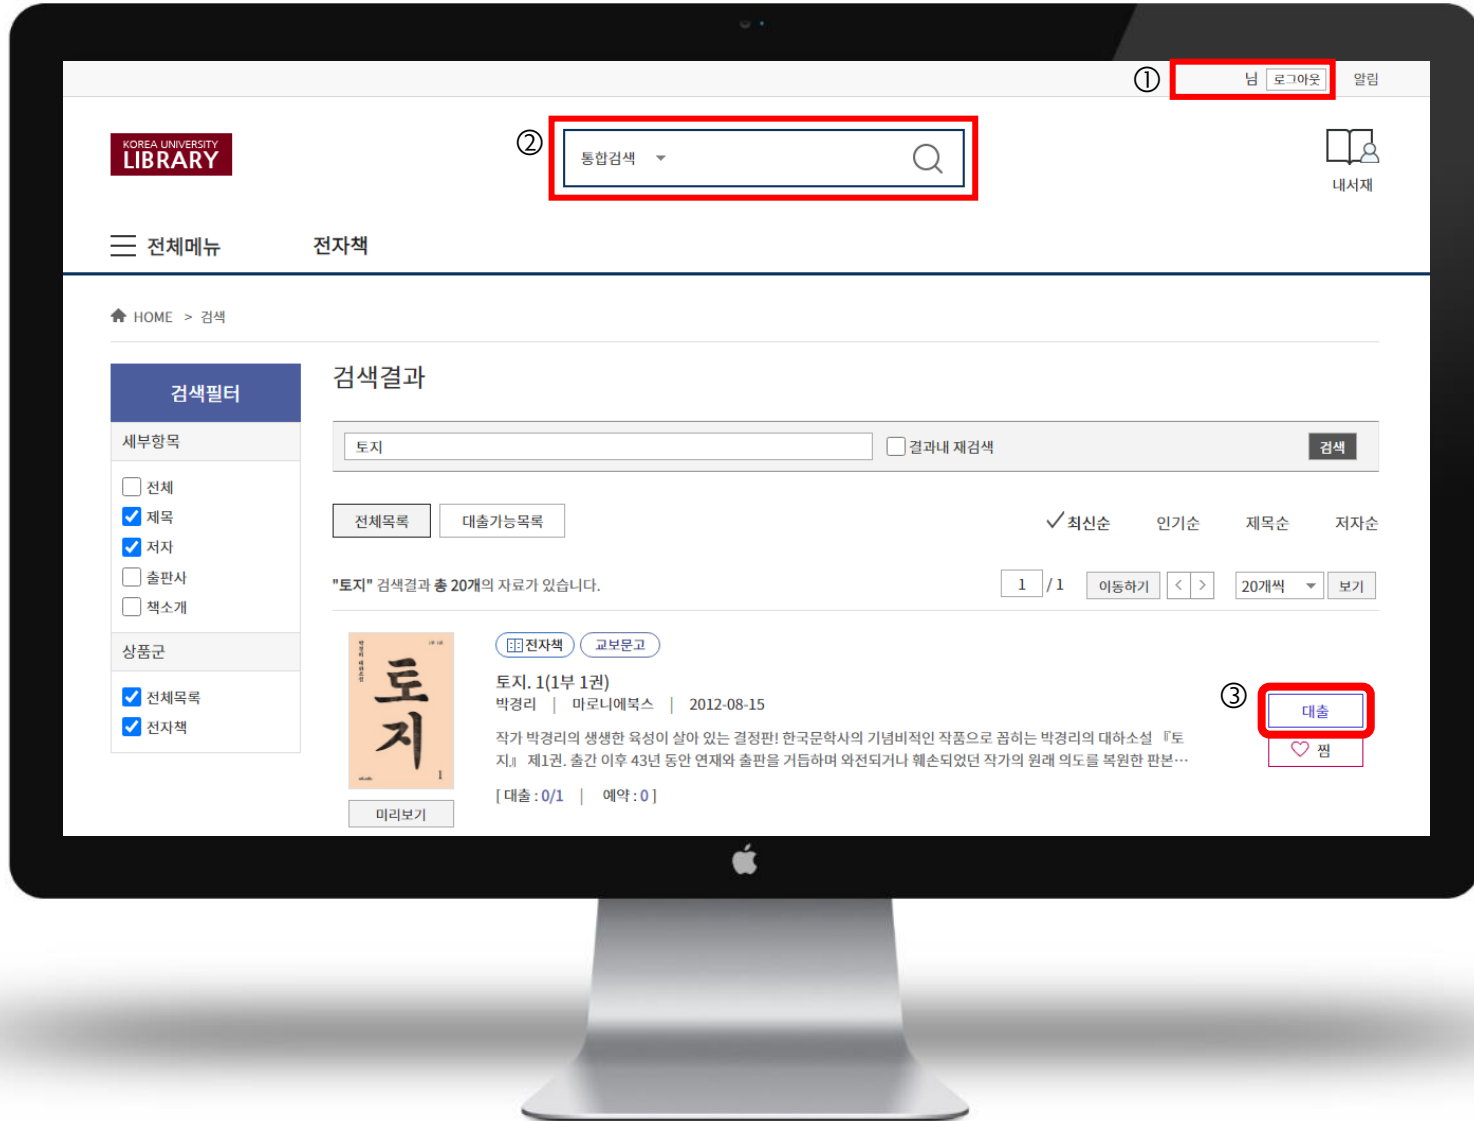 ① 님 로그아웃 알림
KOREA UNIVERSITY
LIBRARY
② 통합검색
내서재
전체메뉴 전자책
HOME > 검색
검색필터
세부항목
전체
제목
저자
출판사
책소개
상품군
전체목록
전자책
검색결과
토지 결과내 재검색 검색
전체목록 대출가능목록 최신순 인기순 제목순 저자순
"토지" 검색결과 총 20개의 자료가 있습니다. 1 / 1 이동하기 < > 20개씩 보기
토지
1
미리보기
전자책 교보문고
토지. 1(1부 1권)
박경리 | 마로니에북스 | 2012-08-15
작가 박경리의 생생한 육성이 살아 있는 결정판! 한국문학사의 기념비적인 작품으로 꼽히는 박경리의 대하소설 『토
지』 제1권. 출간 이후 43년 동안 연재와 출판을 거듭하며 와전되거나 훼손되었던 작가의 원래 의도를 복원한 판본…
[ 대출 : 0/1 | 예약 : 0 ]
③ 대출
찜